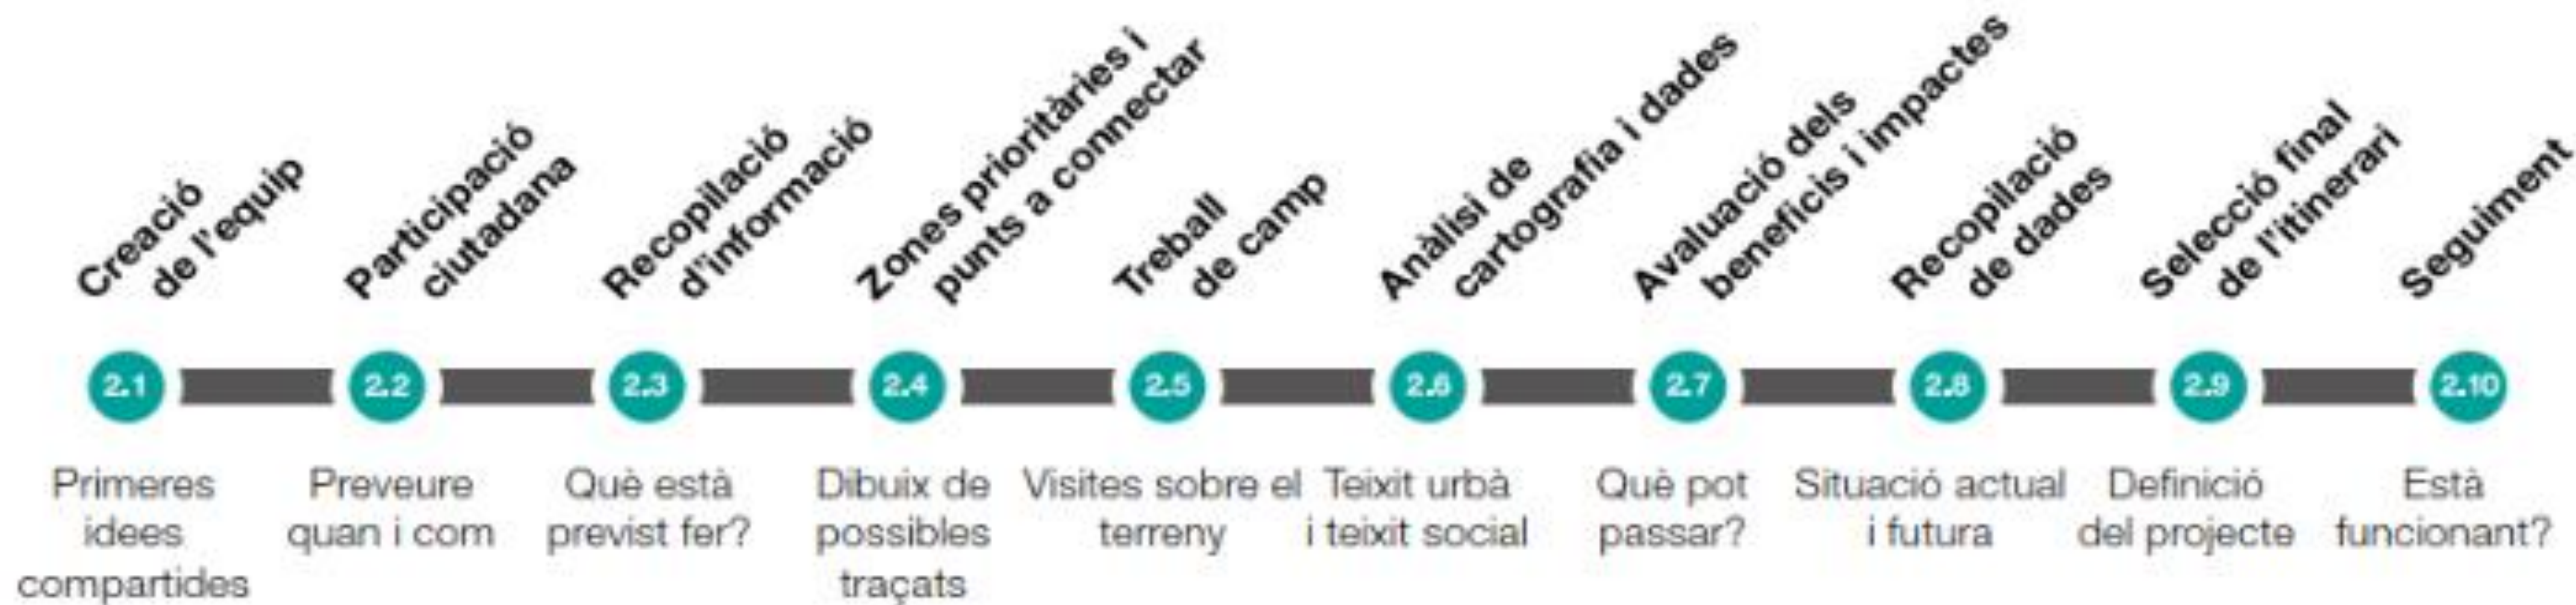 Creació
de l'equip
Participació
ciutadana
Recopilació
d'informació
Zones prioritàries i
punts a connectar
Treball
de camp
Anàlisi de
cartografia i dades
Avaluació dels
beneficis i impactes
Recopilació
de dades
Selecció final
de l'itinerari
Seguiment
2.1
2.2
2.3
2.4
2.5
2.6
2.7
2.8
2.9
2.10
Primeres
idees
compartides
Preveure
quan i com
Què està
previst fer?
Dibuix de
possibles
traçats
Visites sobre el
terreny
Teixit urbà
i teixit social
Què pot
passar?
Situació actual
i futura
Definició
del projecte
Està
funcionant?